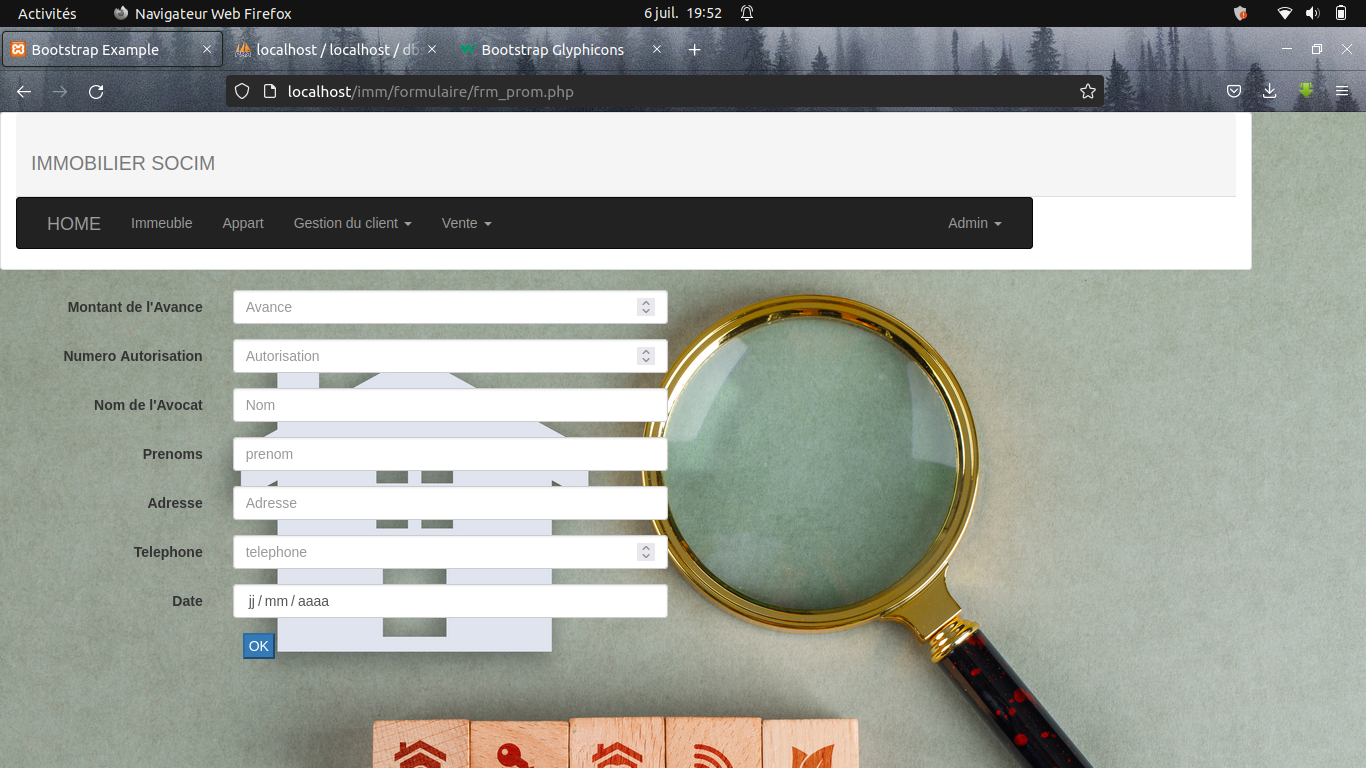 Activités Navigateur Web Firefox 6 juil. 19:52
Bootstrap Example localhost / localhost / db Bootstrap Glyphicons
localhost/imm/formulaire/frm_prom.php
IMMOBILIER SOCIM
HOME Immeuble Appart Gestion du client Vente Admin
Montant de l'Avance Avance
Numero Autorisation Autorisation
Nom de l'Avocat Nom
Prenoms prenom
Adresse Adresse
Telephone telephone
Date jj / mm / aaaa
OK